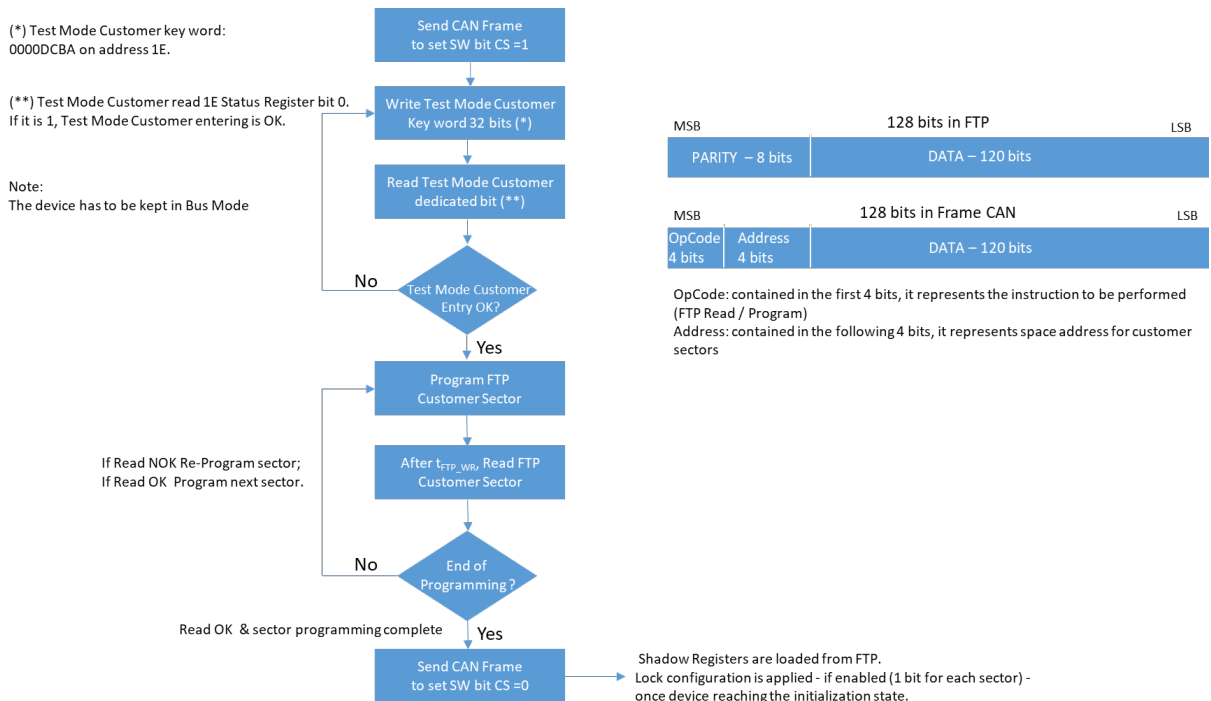 (*) Test Mode Customer key word:
0000DCBA on address 1E.
(**) Test Mode Customer read 1E Status Register bit 0.
If it is 1, Test Mode Customer entering is OK.
Note:
The device has to be kept in Bus Mode
Send CAN Frame
to set SW bit CS =1
Write Test Mode Customer
Key word 32 bits (*)
Read Test Mode Customer
dedicated bit (**)
No
Test Mode Customer
Entry OK?
Yes
Program FTP
Customer Sector
If Read NOK Re-Program sector;
If Read OK Program next sector.
After tFTP_WR, Read FTP
Customer Sector
No
End of
Programming ?
Read OK & sector programming complete
Yes
Send CAN Frame
to set SW bit CS =0
Shadow Registers are loaded from FTP.
Lock configuration is applied - if enabled (1 bit for each sector) -
once device reaching the initialization state.
MSB
128 bits in FTP
LSB
PARITY – 8 bits
DATA – 120 bits
MSB
128 bits in Frame CAN
LSB
OpCode
4 bits
Address
4 bits
DATA – 120 bits
OpCode: contained in the first 4 bits, it represents the instruction to be performed
(FTP Read / Program)
Address: contained in the following 4 bits, it represents space address for customer
sectors